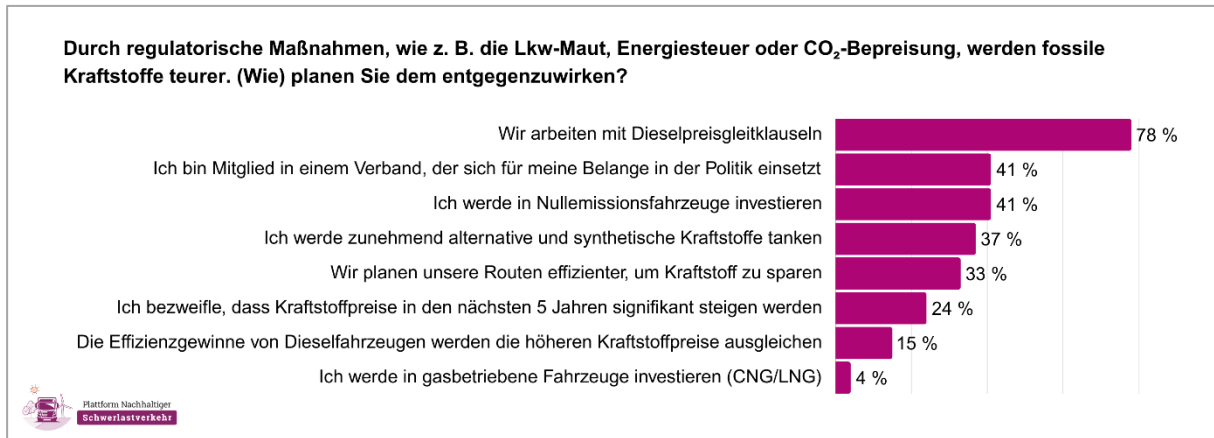 Durch regulatorische Maßnahmen, wie z. B. die Lkw-Maut, Energiesteuer oder CO₂-Bepreisung, werden fossile
Kraftstoffe teurer. (Wie) planen Sie dem entgegenzuwirken?
Wir arbeiten mit Dieselpreisgleitklauseln 78 %
Ich bin Mitglied in einem Verband, der sich für meine Belange in der Politik einsetzt 41 %
Ich werde in Nullemissionsfahrzeuge investieren 41 %
Ich werde zunehmend alternative und synthetische Kraftstoffe tanken 37 %
Wir planen unsere Routen effizienter, um Kraftstoff zu sparen 33 %
Ich bezweifle, dass Kraftstoffpreise in den nächsten 5 Jahren signifikant steigen werden 24 %
Die Effizienzgewinne von Dieselfahrzeugen werden die höheren Kraftstoffpreise ausgleichen 15 %
Ich werde in gasbetriebene Fahrzeuge investieren (CNG/LNG) 4 %
Plattform Nachhaltiger
Schwerlastverkehr